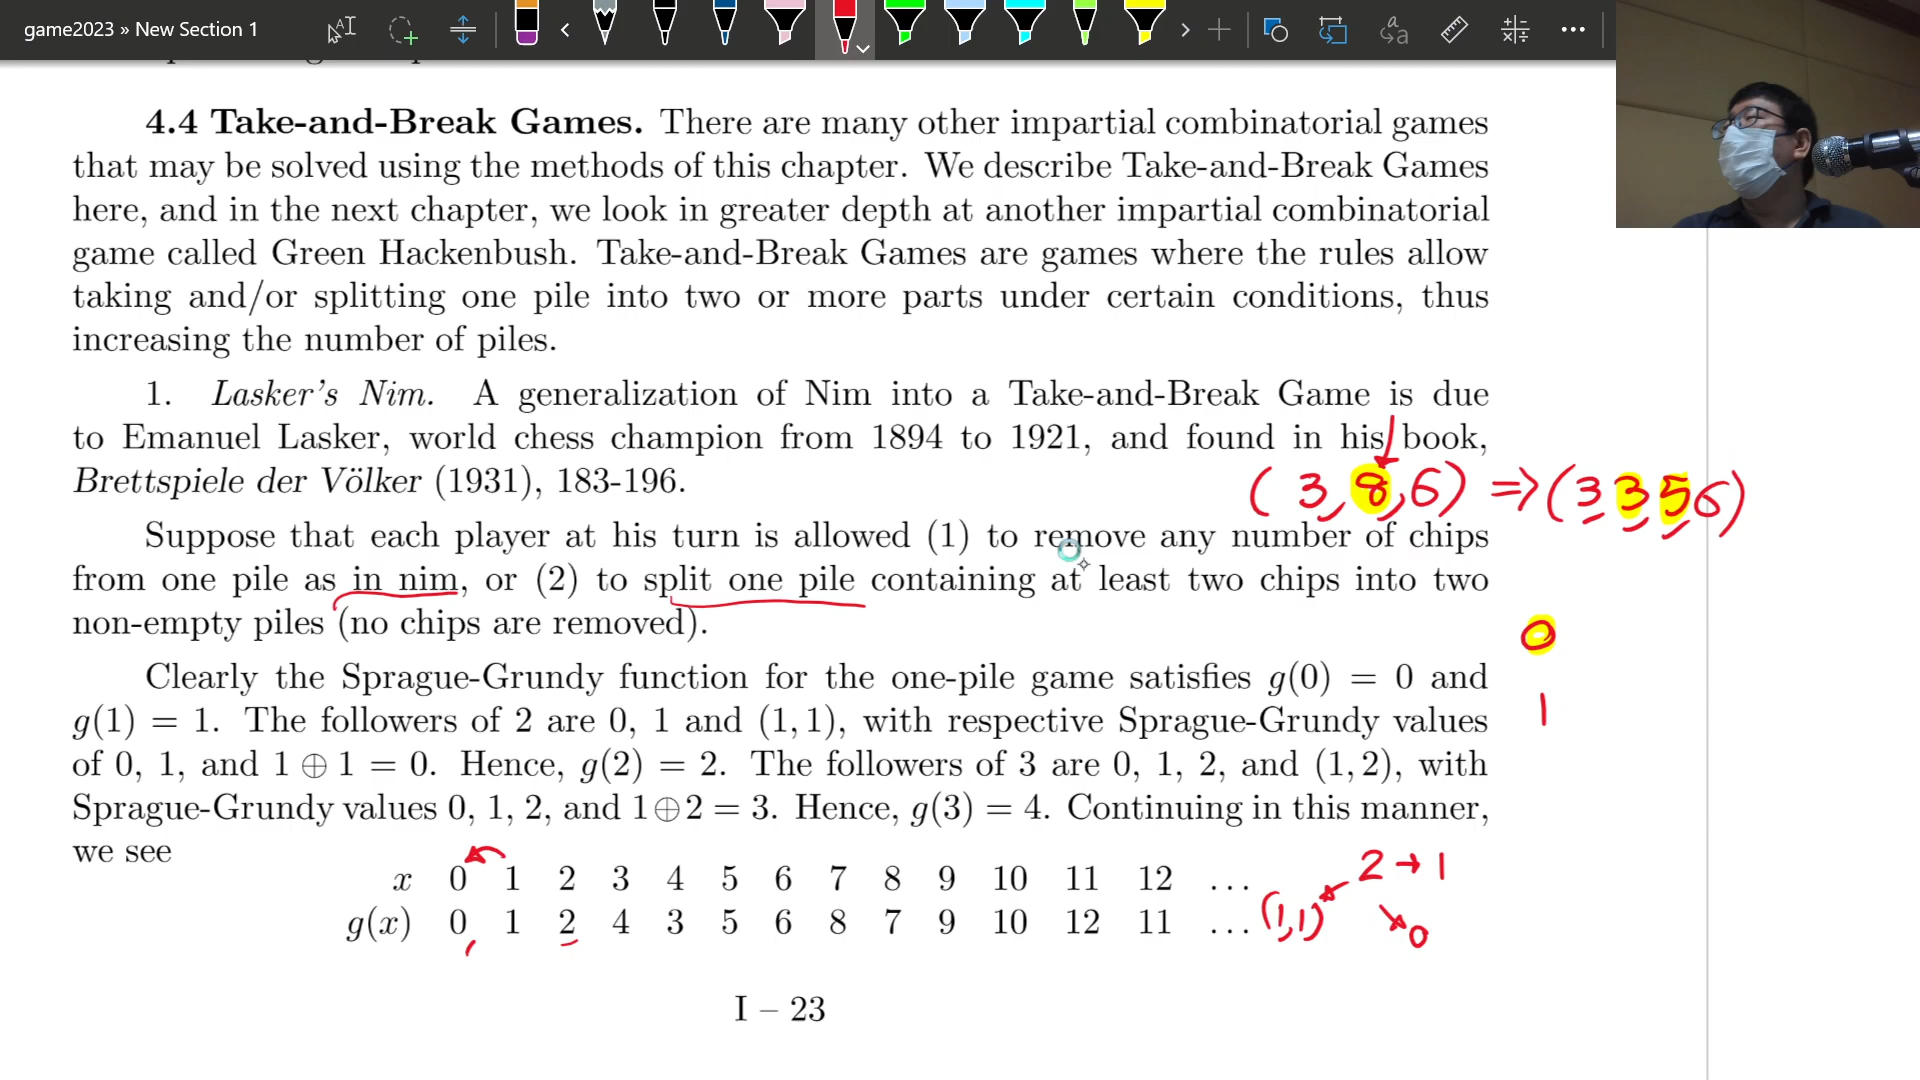 game2023 » New Section 1
4.4 Take-and-Break Games. There are many other impartial combinatorial games
that may be solved using the methods of this chapter. We describe Take-and-Break Games
here, and in the next chapter, we look in greater depth at another impartial combinatorial
game called Green Hackenbush. Take-and-Break Games are games where the rules allow
taking and/or splitting one pile into two or more parts under certain conditions, thus
increasing the number of piles.
1. Lasker's Nim. A generalization of Nim into a Take-and-Break Game is due
to Emanuel Lasker, world chess champion from 1894 to 1921, and found in his book,
Brettspiele der Völker (1931), 183-196.
(3, 8, 6) ⇒ (3 3 5 6)
Suppose that each player at his turn is allowed (1) to remove any number of chips
from one pile as in nim, or (2) to split one pile containing at least two chips into two
non-empty piles (no chips are removed).
0
Clearly the Sprague-Grundy function for the one-pile game satisfies g(0) = 0 and
g(1) = 1. The followers of 2 are 0, 1 and (1, 1), with respective Sprague-Grundy values
1
of 0, 1, and 1 ⊕ 1 = 0. Hence, g(2) = 2. The followers of 3 are 0, 1, 2, and (1, 2), with
Sprague-Grundy values 0, 1, 2, and 1 ⊕ 2 = 3. Hence, g(3) = 4. Continuing in this manner,
we see
x 0 1 2 3 4 5 6 7 8 9 10 11 12 ...
2 → 1
g(x) 0 1 2 4 3 5 6 8 7 9 10 12 11 ...
(1,1)
0
I – 23